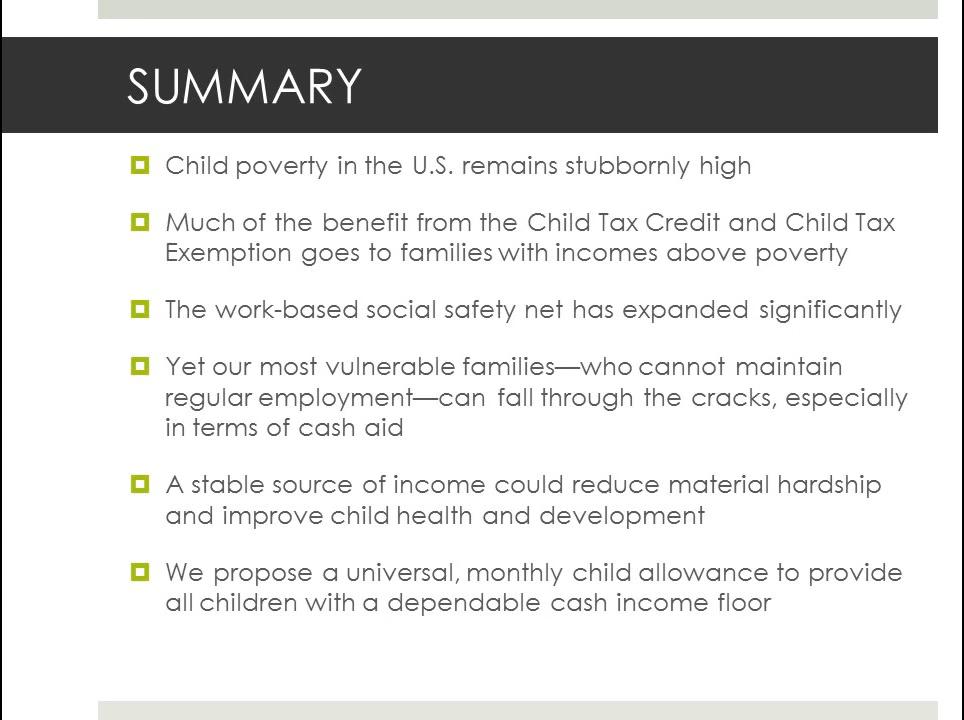 SUMMARY
Child poverty in the U.S. remains stubbornly high
Much of the benefit from the Child Tax Credit and Child Tax
Exemption goes to families with incomes above poverty
The work-based social safety net has expanded significantly
Yet our most vulnerable families—who cannot maintain
regular employment—can fall through the cracks, especially
in terms of cash aid
A stable source of income could reduce material hardship
and improve child health and development
We propose a universal, monthly child allowance to provide
all children with a dependable cash income floor